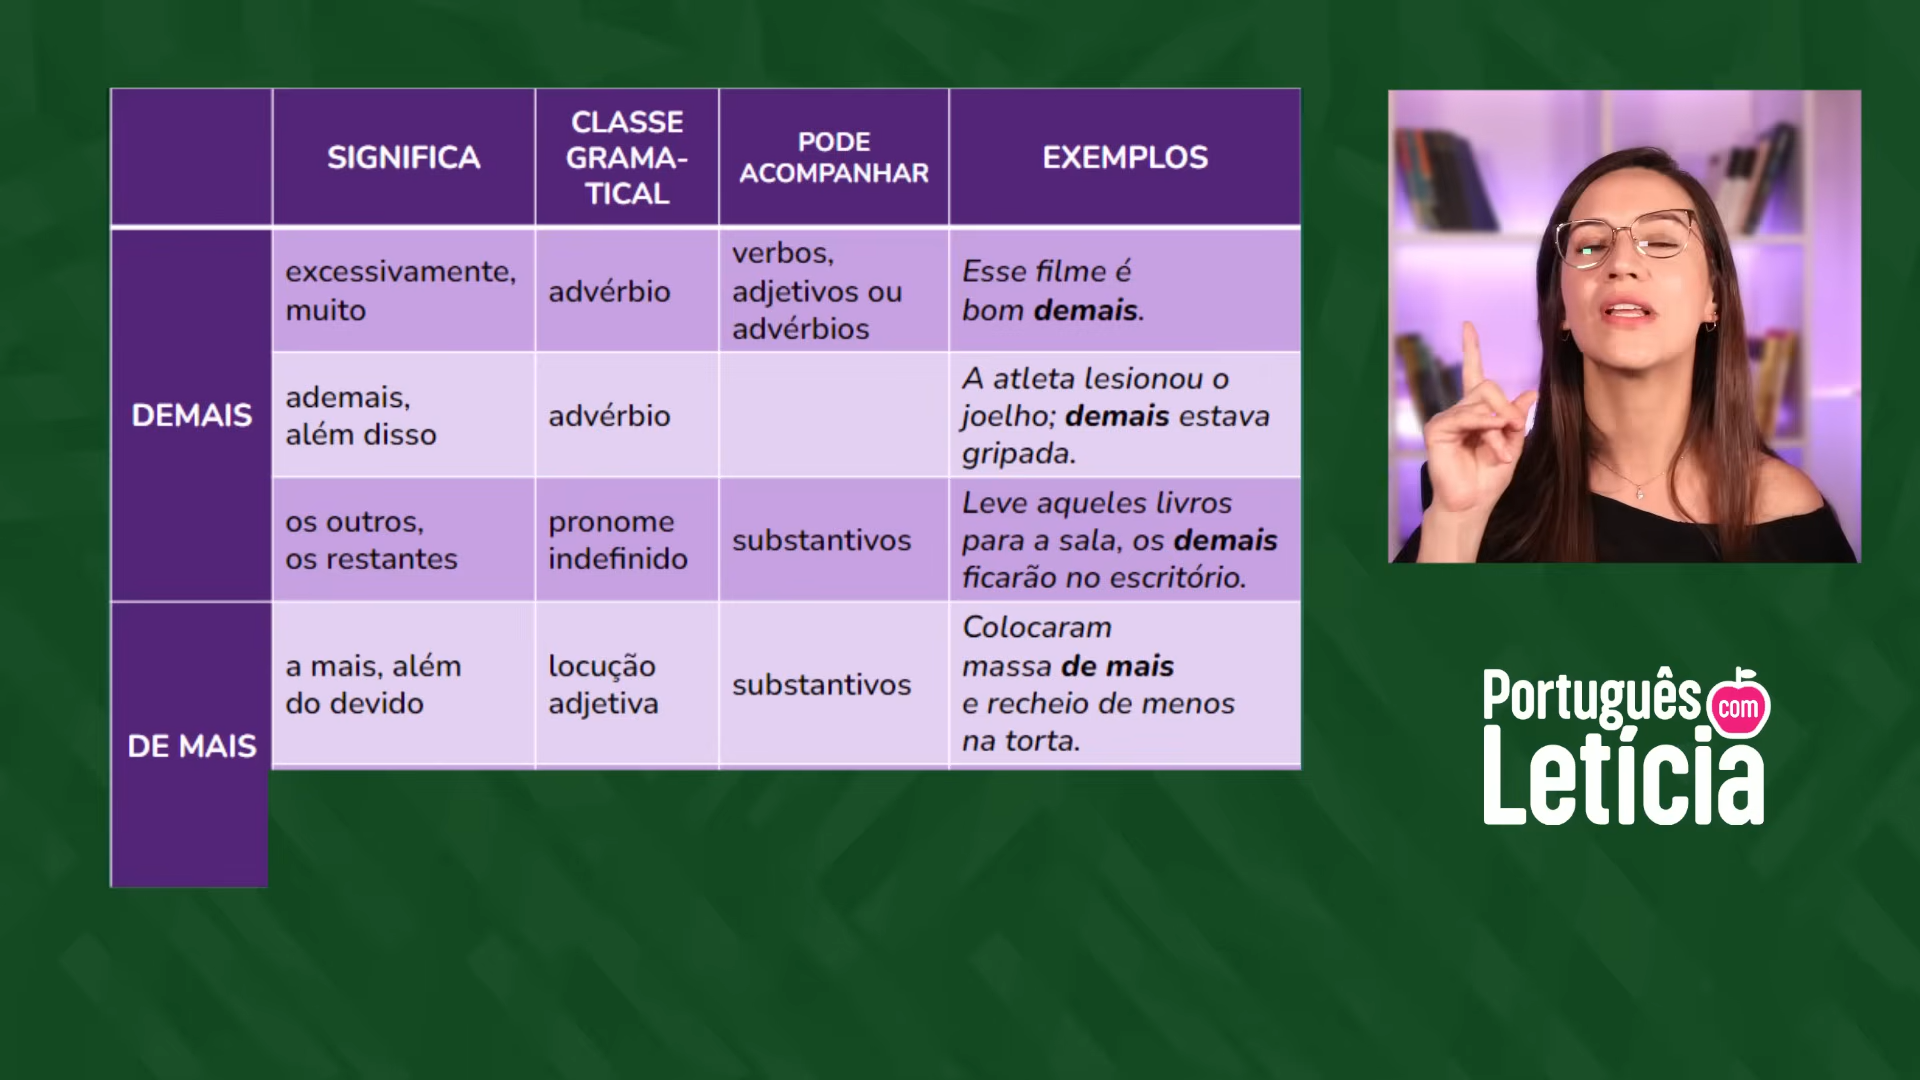 SIGNIFICA
CLASSE
GRAMA-
TICAL
PODE
ACOMPANHAR
EXEMPLOS
DEMAIS
excessivamente,
muito
advérbio
verbos,
adjetivos ou
advérbios
Esse filme é
bom demais.
ademais,
além disso
advérbio
A atleta lesionou o
joelho; demais estava
gripada.
os outros,
os restantes
pronome
indefinido
substantivos
Leve aqueles livros
para a sala, os demais
ficarão no escritório.
DE MAIS
a mais, além
do devido
locução
adjetiva
substantivos
Colocaram
massa de mais
e recheio de menos
na torta.
Português com
Letícia